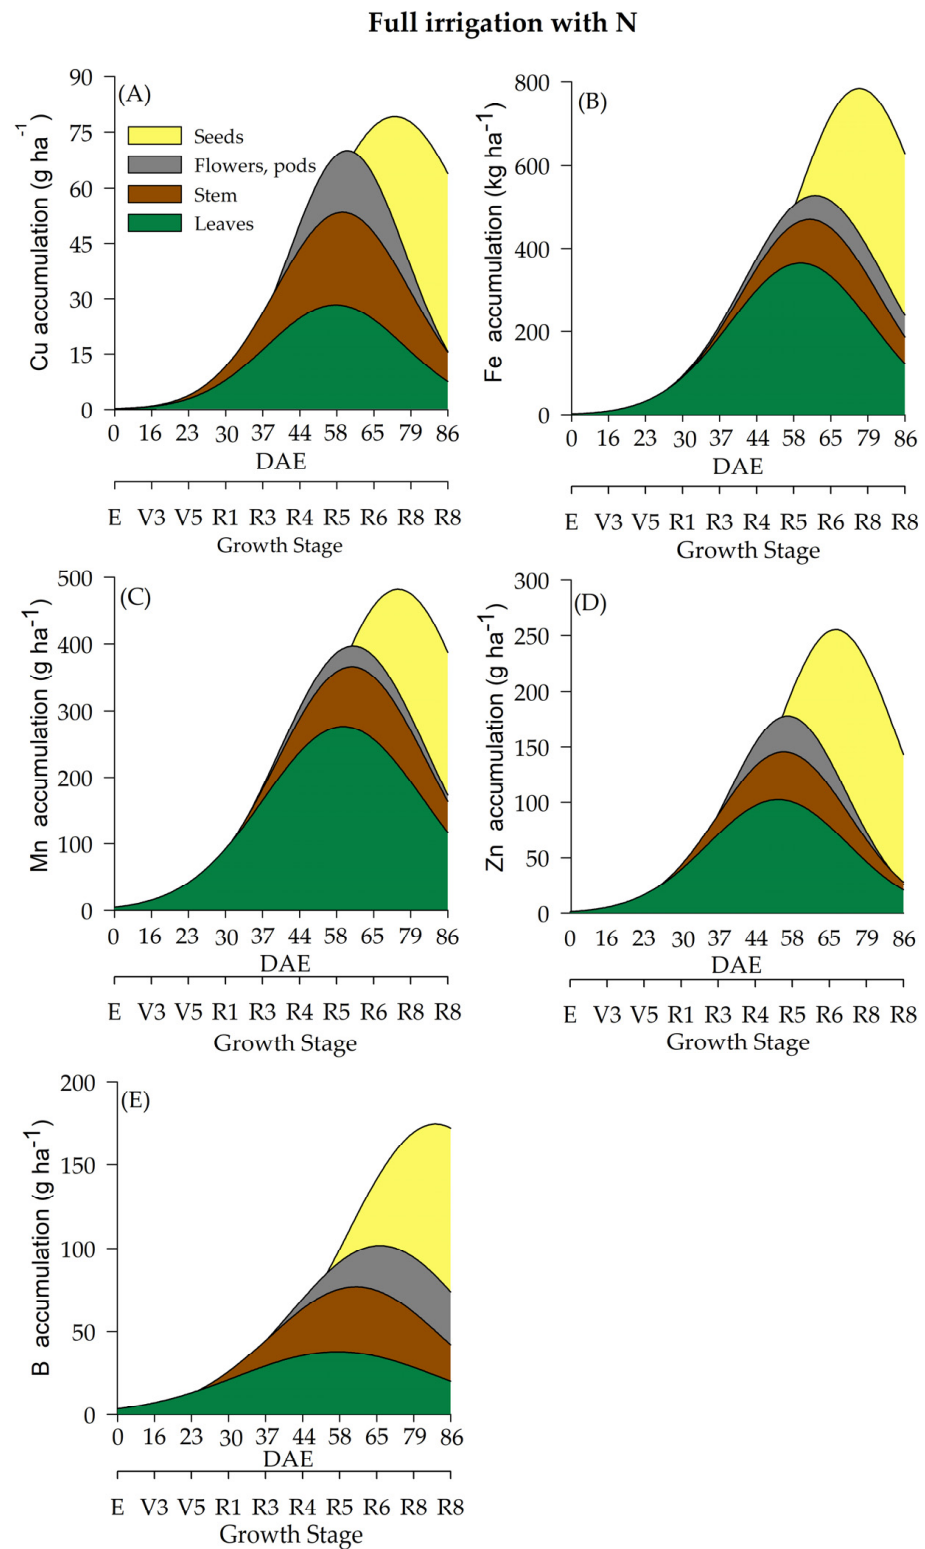 Full irrigation with N
(A)
Cu accumulation (g ha-1)
90
75
60
45
30
15
0
Seeds
Flowers, pods
Stem
Leaves
0 16 23 30 37 44 58 65 79 86
DAE
E V3 V5 R1 R3 R4 R5 R6 R8 R8
Growth Stage
(B)
Fe accumulation (kg ha-1)
800
600
400
200
0
0 16 23 30 37 44 58 65 79 86
DAE
E V3 V5 R1 R3 R4 R5 R6 R8 R8
Growth Stage
(C)
Mn accumulation (g ha-1)
500
400
300
200
100
0
0 16 23 30 37 44 58 65 79 86
DAE
E V3 V5 R1 R3 R4 R5 R6 R8 R8
Growth Stage
(D)
Zn accumulation (g ha-1)
300
250
200
150
100
50
0
0 16 23 30 37 44 58 65 79 86
DAE
E V3 V5 R1 R3 R4 R5 R6 R8 R8
Growth Stage
(E)
B accumulation (g ha-1)
200
150
100
50
0
0 16 23 30 37 44 58 65 79 86
DAE
E V3 V5 R1 R3 R4 R5 R6 R8 R8
Growth Stage